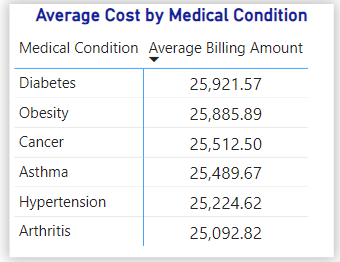 Average Cost by Medical Condition
Medical Condition Average Billing Amount
Diabetes 25,921.57
Obesity 25,885.89
Cancer 25,512.50
Asthma 25,489.67
Hypertension 25,224.62
Arthritis 25,092.82